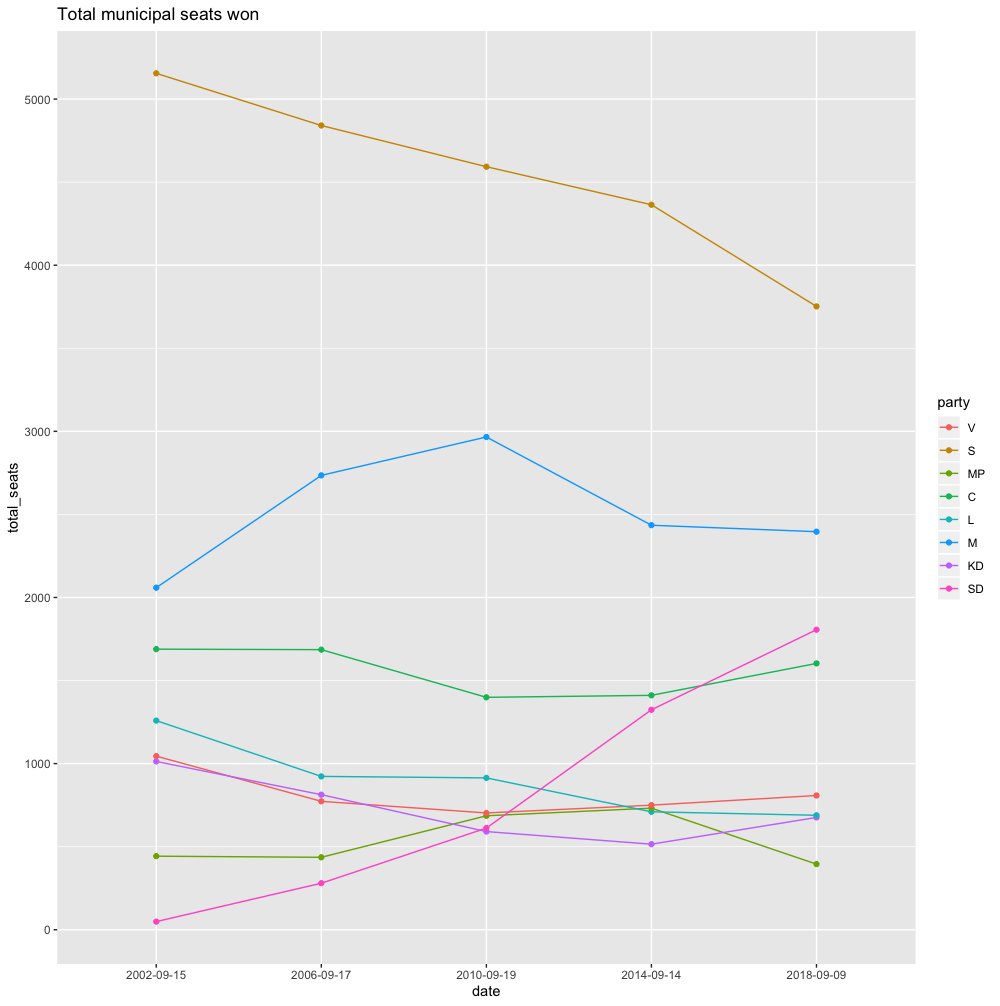 Total municipal seats won
total_seats
5000
4000
3000
2000
1000
0
2002-09-15
2006-09-17
2010-09-19
2014-09-14
2018-09-09
date
party
V
S
MP
C
L
M
KD
SD